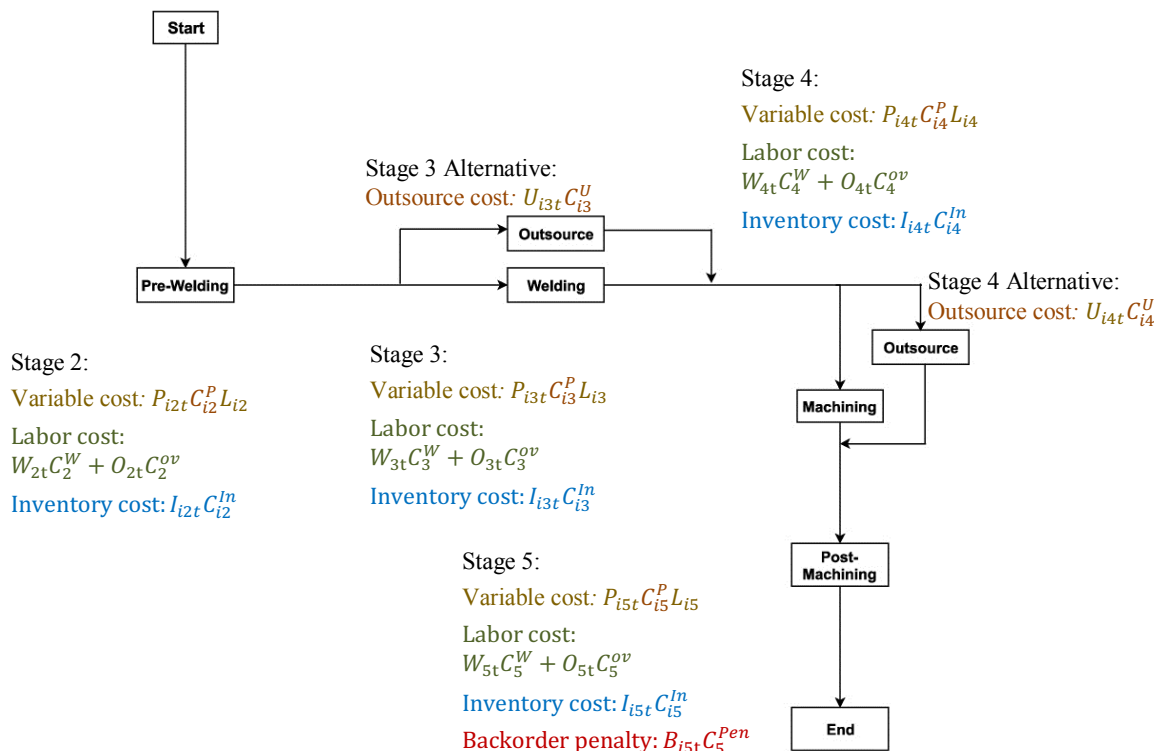 Start
Stage 4:
Variable cost: $P_{i4t}C_{i4}^{P}L_{i4}$
Labor cost:
$W_{4t}C_{4}^{W} + O_{4t}C_{4}^{ov}$
Inventory cost: $I_{i4t}C_{i4}^{In}$
Stage 3 Alternative:
Outsource cost: $U_{i3t}C_{i3}^{U}$
Outsource
Pre-Welding
Welding
Stage 4 Alternative:
Outsource cost: $U_{i4t}C_{i4}^{U}$
Outsource
Machining
Stage 2:
Variable cost: $P_{i2t}C_{i2}^{P}L_{i2}$
Labor cost:
$W_{2t}C_{2}^{W} + O_{2t}C_{2}^{ov}$
Inventory cost: $I_{i2t}C_{i2}^{In}$
Stage 3:
Variable cost: $P_{i3t}C_{i3}^{P}L_{i3}$
Labor cost:
$W_{3t}C_{3}^{W} + O_{3t}C_{3}^{ov}$
Inventory cost: $I_{i3t}C_{i3}^{In}$
Post-
Machining
Stage 5:
Variable cost: $P_{i5t}C_{i5}^{P}L_{i5}$
Labor cost:
$W_{5t}C_{5}^{W} + O_{5t}C_{5}^{ov}$
Inventory cost: $I_{i5t}C_{i5}^{In}$
Backorder penalty: $B_{i5t}C_{5}^{Pen}$
End